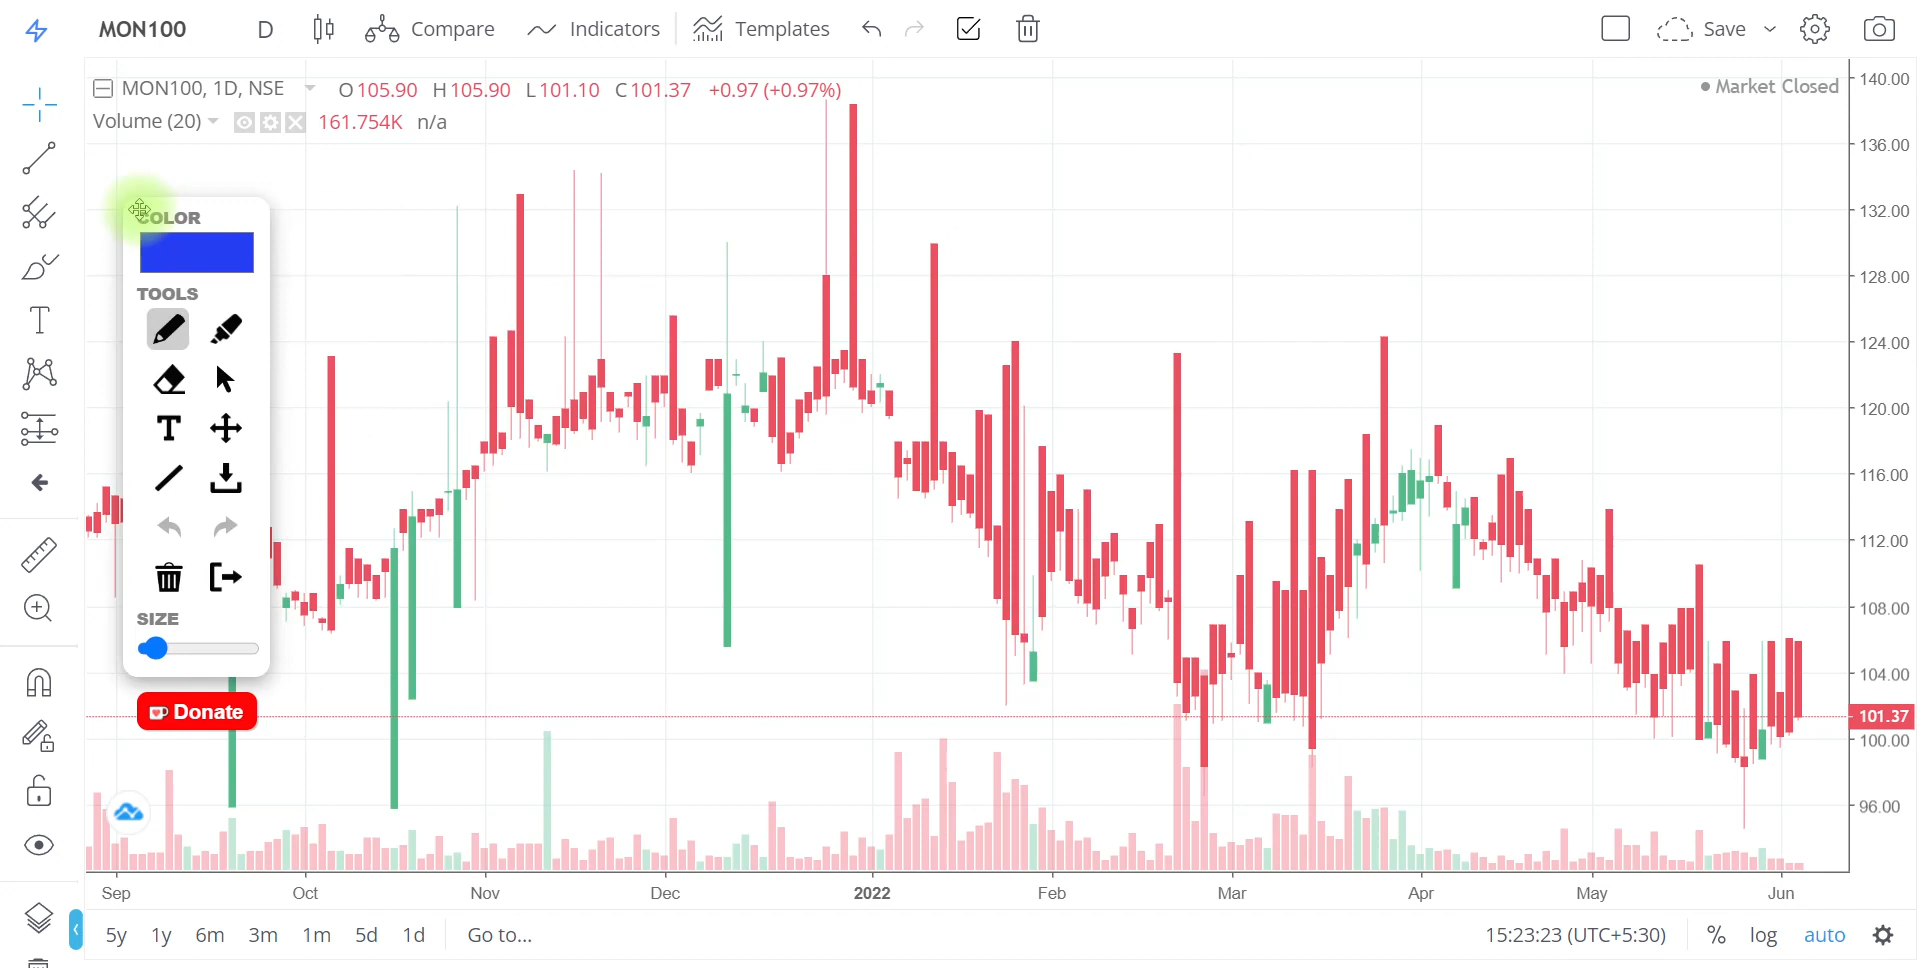 MON100 D Compare Indicators Templates Save
MON100, 1D, NSE O105.90 H105.90 L101.10 C101.37 +0.97 (+0.97%)
Market Closed
Volume (20) 161.754K n/a
COLOR
TOOLS
T
SIZE
Donate
140.00
136.00
132.00
128.00
124.00
120.00
116.00
112.00
108.00
104.00
101.37
100.00
96.00
Sep Oct Nov Dec 2022 Feb Mar Apr May Jun
5y 1y 6m 3m 1m 5d 1d Go to... 15:23:23 (UTC+5:30) % log auto